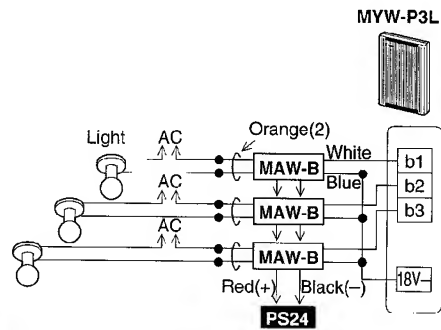 MYW-P3L
Light
AC
Orange(2)
White
MAW-B
b1
Blue
AC
b2
MAW-B
b3
AC
MAW-B
Red(+)
Black(–)
18V–
PS24